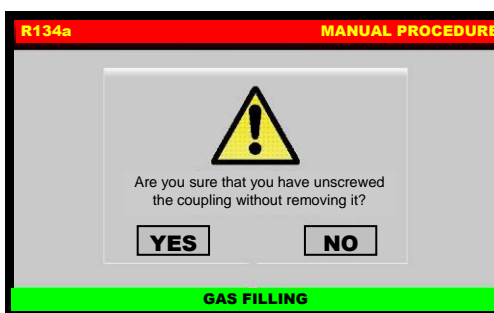 R134a MANUAL PROCEDURE
Are you sure that you have unscrewed
the coupling without removing it?
YES NO
GAS FILLING